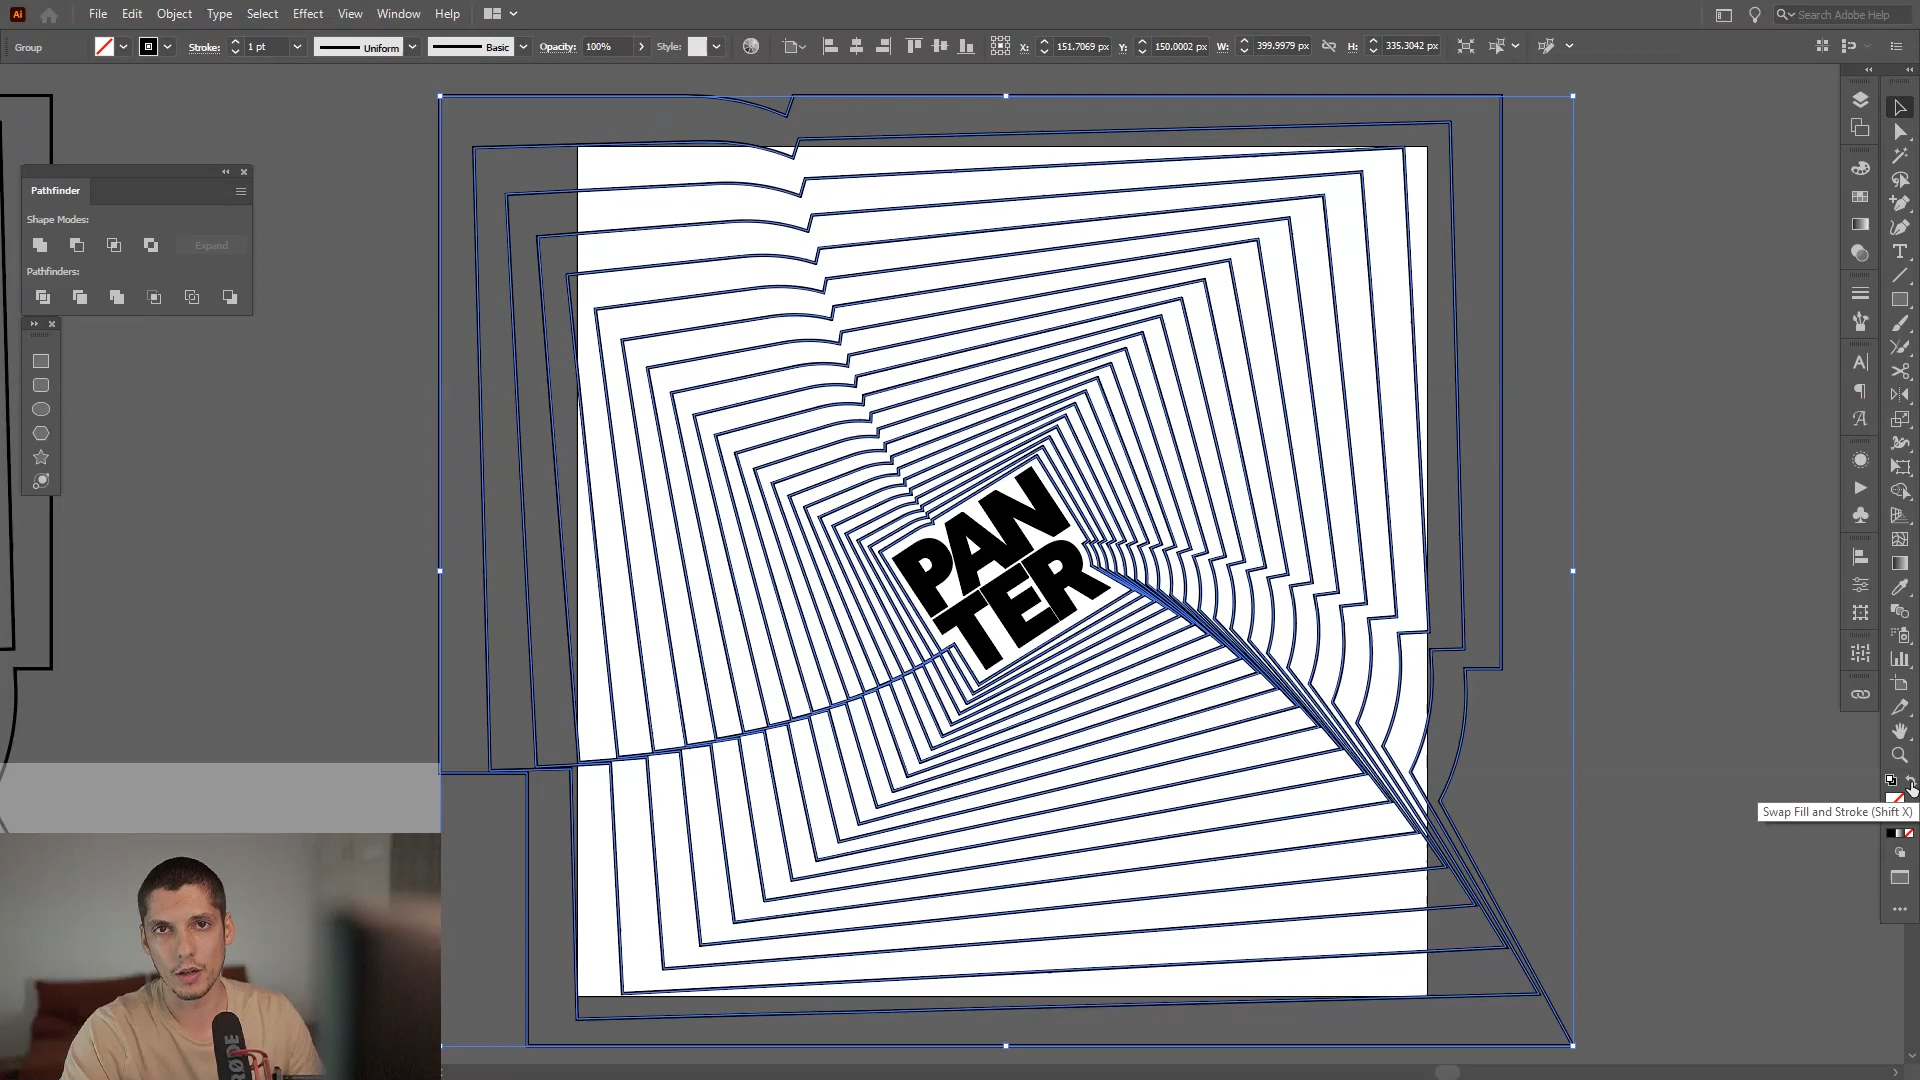 Ai File Edit Object Type Select Effect View Window Help Search Adobe Help
Group Stroke: 1 pt Uniform Basic Opacity: 100% Style: X: 151.7069 px Y: 150.0002 px W: 399.9979 px H: 335.3042 px
Pathfinder
Shape Modes:
Expand
Pathfinders:
PAN
TER
Swap Fill and Stroke (Shift X)
RØDE